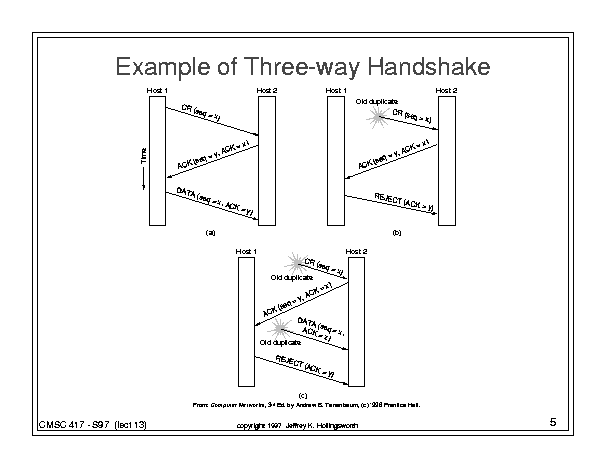 Example of Three-way Handshake
Host 1
Host 2
CR (seq = x)
ACK (seq = y, ACK = x)
DATA (seq = x, ACK = y)
Time
(a)
Host 1
Host 2
Old duplicate
CR (seq = x)
ACK (seq = y, ACK = x)
REJECT (ACK = y)
(b)
Host 1
Host 2
CR (seq = x)
Old duplicate
ACK (seq = y, ACK = x)
DATA (seq = x,
ACK = x)
Old duplicate
REJECT (ACK = y)
(c)
From: Computer Networks, 3rd Ed. by Andrew S. Tanenbaum, (c) 1996 Prentice Hall.
CMSC 417 - S97 (lect 13)
copyright 1997 Jeffrey K. Hollingsworth
5